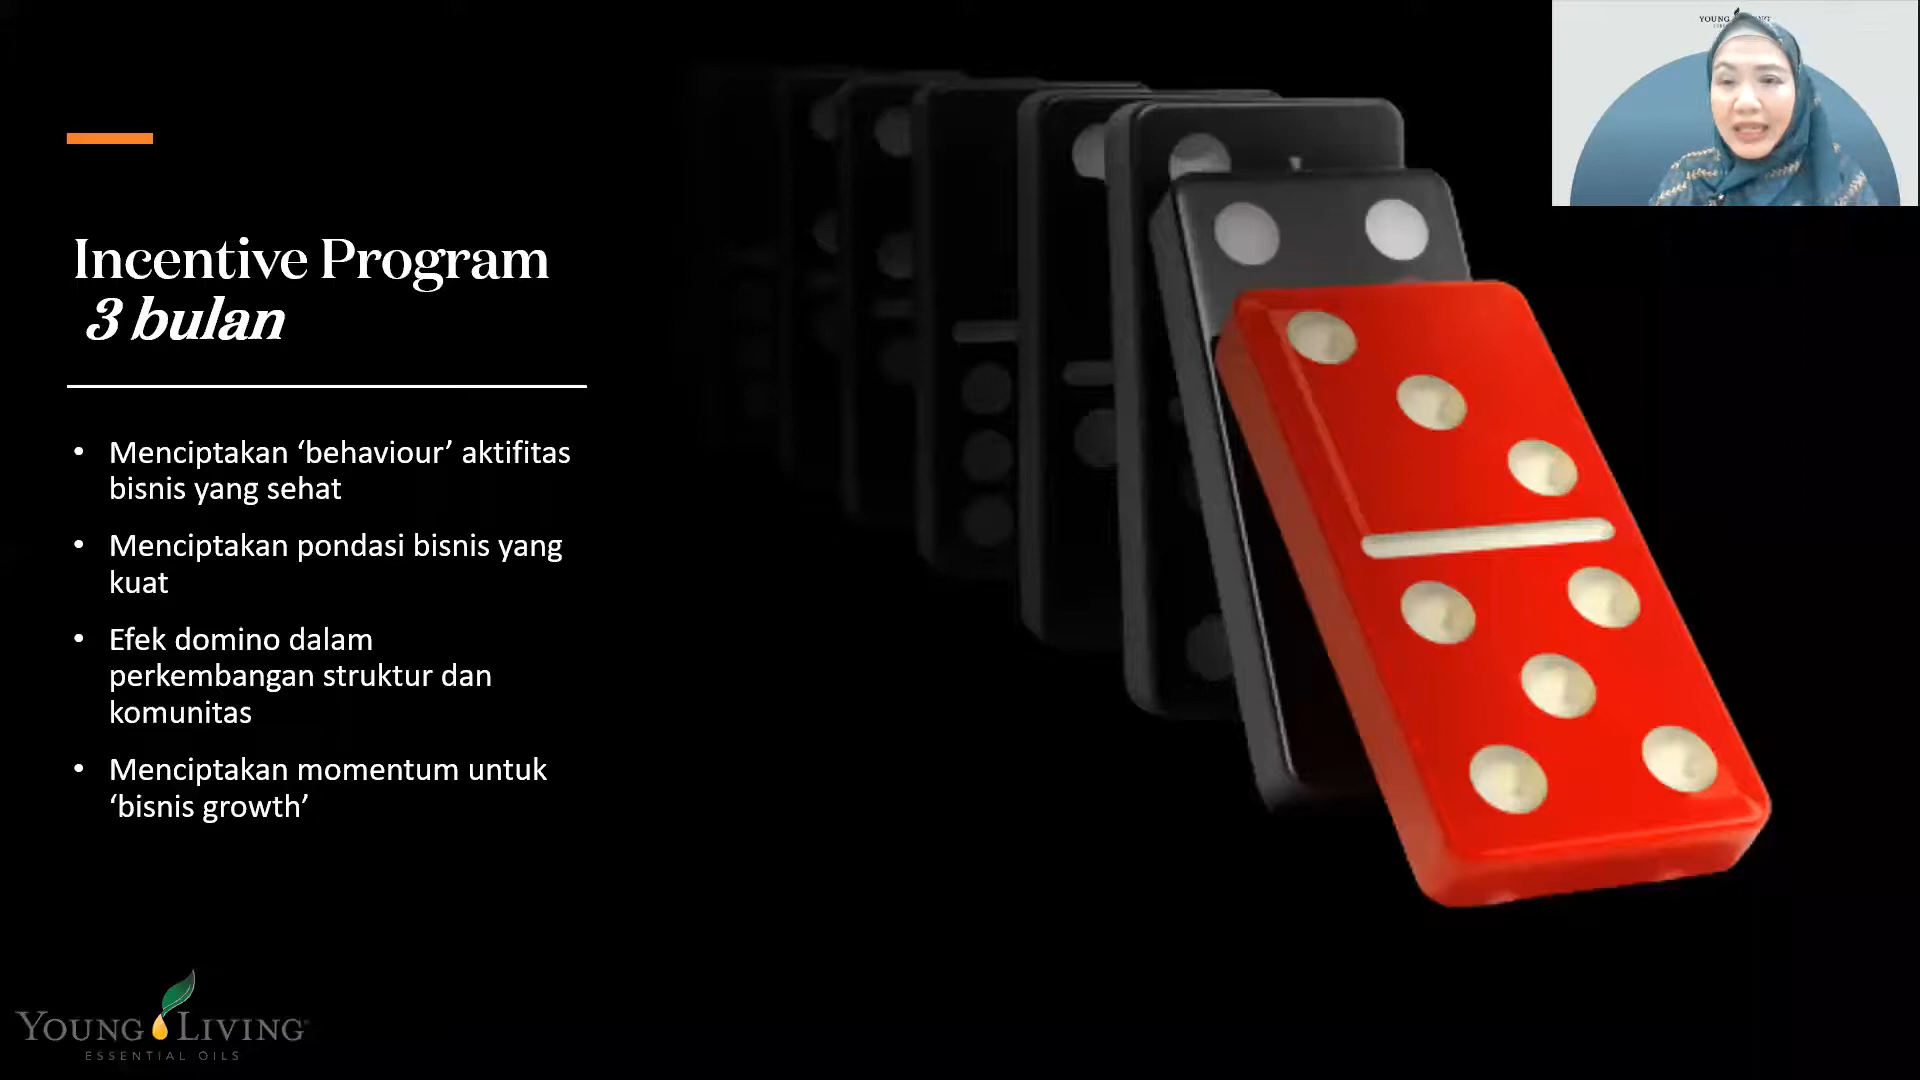 Incentive Program
3 bulan
• Menciptakan ‘behaviour’ aktifitas
bisnis yang sehat
• Menciptakan pondasi bisnis yang
kuat
• Efek domino dalam
perkembangan struktur dan
komunitas
• Menciptakan momentum untuk
‘bisnis growth’
YOUNG LIVING
ESSENTIAL OILS
YOUNG